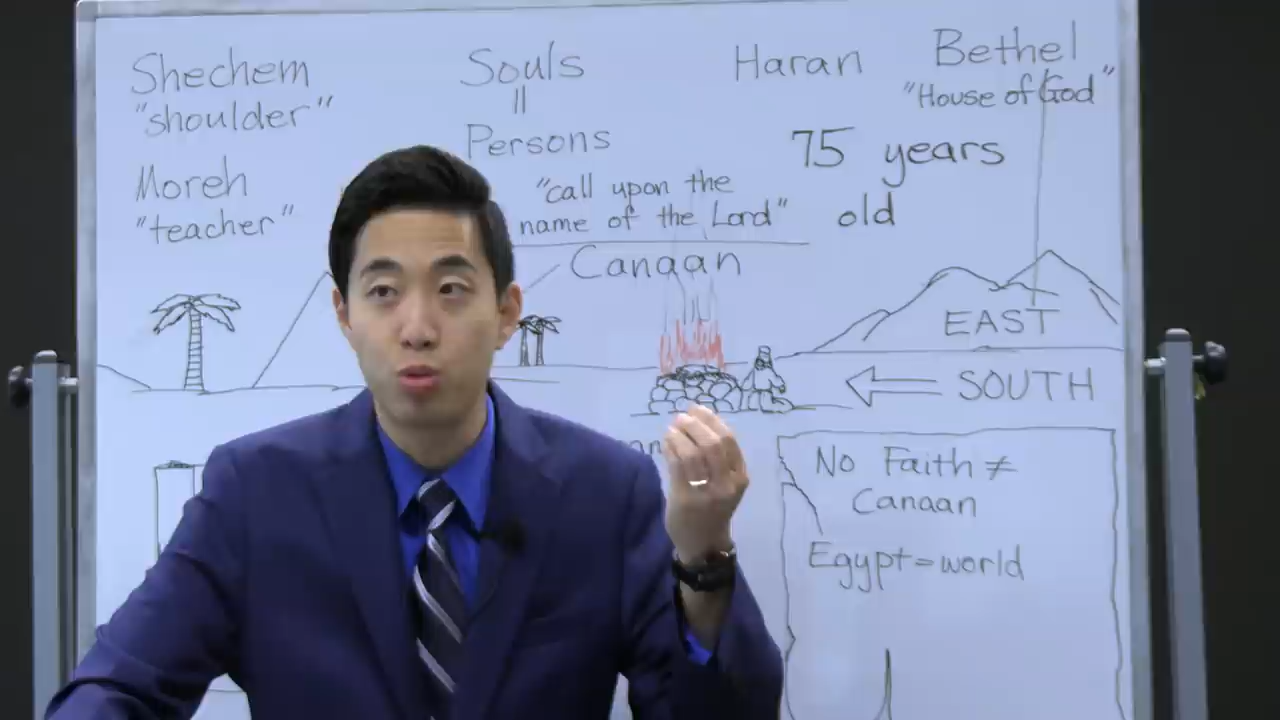 Shechem
"shoulder"
Moreh
"teacher"
Souls
=
Persons
"call upon the
name of the Lord"
Canaan
Haran
Bethel
"House of God"
75 years
old
EAST
SOUTH
No Faith ≠
Canaan
Egypt = world